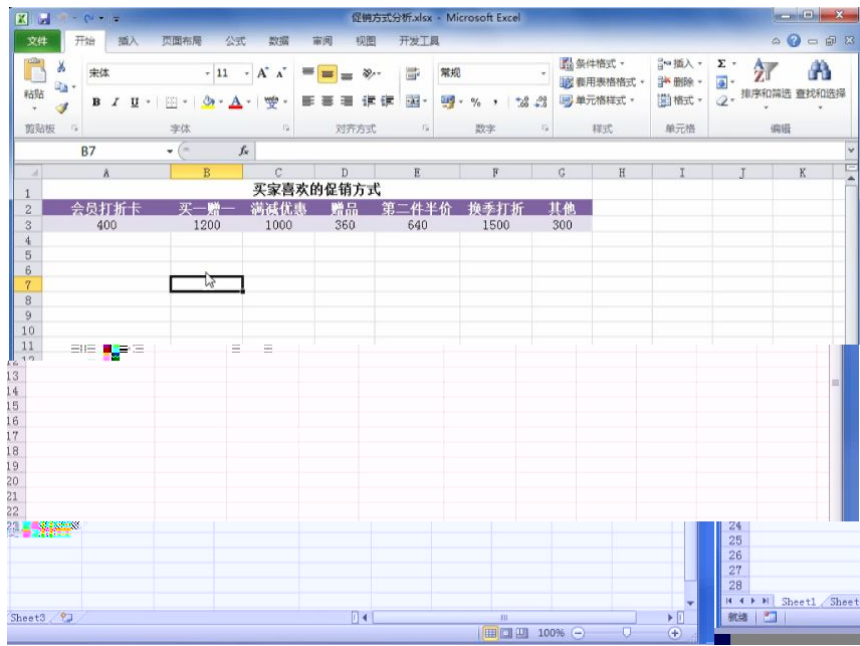 促销方式分析.xlsx - Microsoft Excel
文件 开始 插入 页面布局 公式 数据 审阅 视图 开发工具
宋体 11 A A 常规 条件格式 插入 Σ
粘贴 套用表格格式 删除
B I U A % , 单元格样式 格式 排序和筛选 查找和选择
剪贴板 字体 对齐方式 数字 样式 单元格 编辑
B7 fx
A B C D E F G H I J K
1 买家喜欢的促销方式
2 会员打折卡 买一赠一 满减优惠 赠品 第二件半价 换季打折 其他
3 400 1200 1000 360 640 1500 300
4
5
6
7
8
9
10
11
12
13
14
15
16
17
18
19
20
21
22
24
25
26
27
28
Sheet3 Sheet1 Sheet
就绪
100%